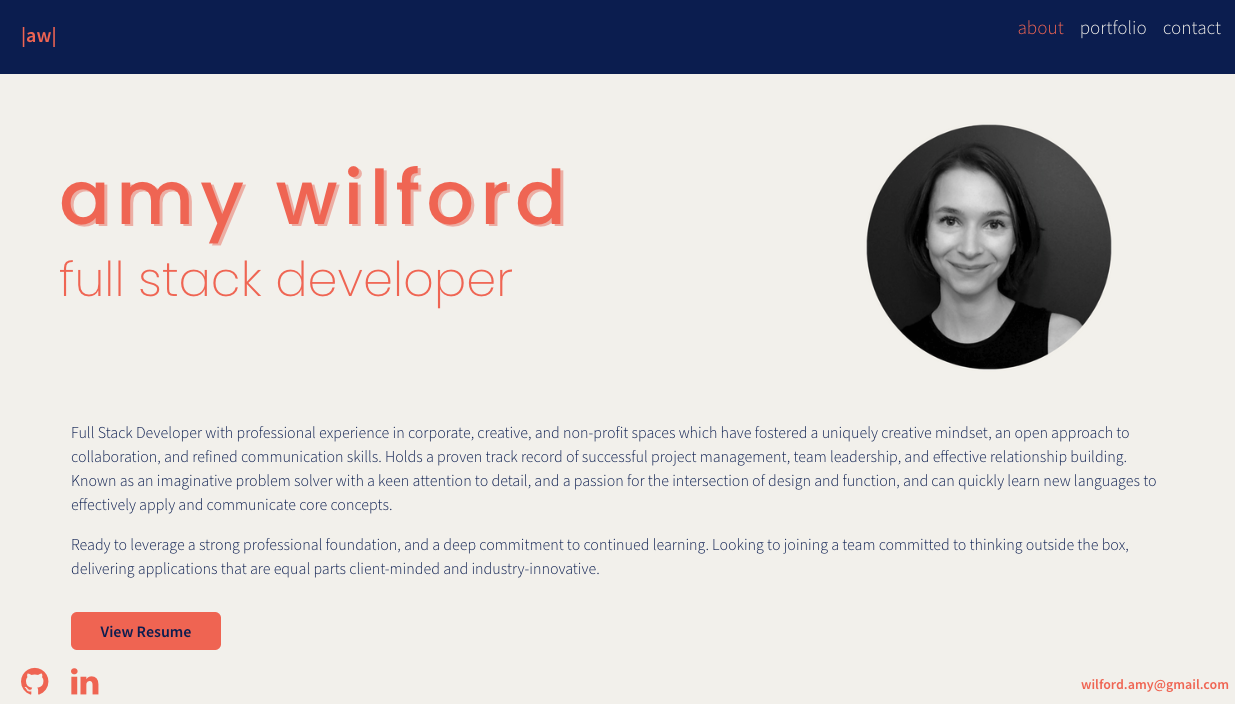 |aw|
about portfolio contact
amy wilford
full stack developer
Full Stack Developer with professional experience in corporate, creative, and non-profit spaces which have fostered a uniquely creative mindset, an open approach to
collaboration, and refined communication skills. Holds a proven track record of successful project management, team leadership, and effective relationship building.
Known as an imaginative problem solver with a keen attention to detail, and a passion for the intersection of design and function, and can quickly learn new languages to
effectively apply and communicate core concepts.
Ready to leverage a strong professional foundation, and a deep commitment to continued learning. Looking to joining a team committed to thinking outside the box,
delivering applications that are equal parts client-minded and industry-innovative.
View Resume
in
wilford.amy@gmail.com